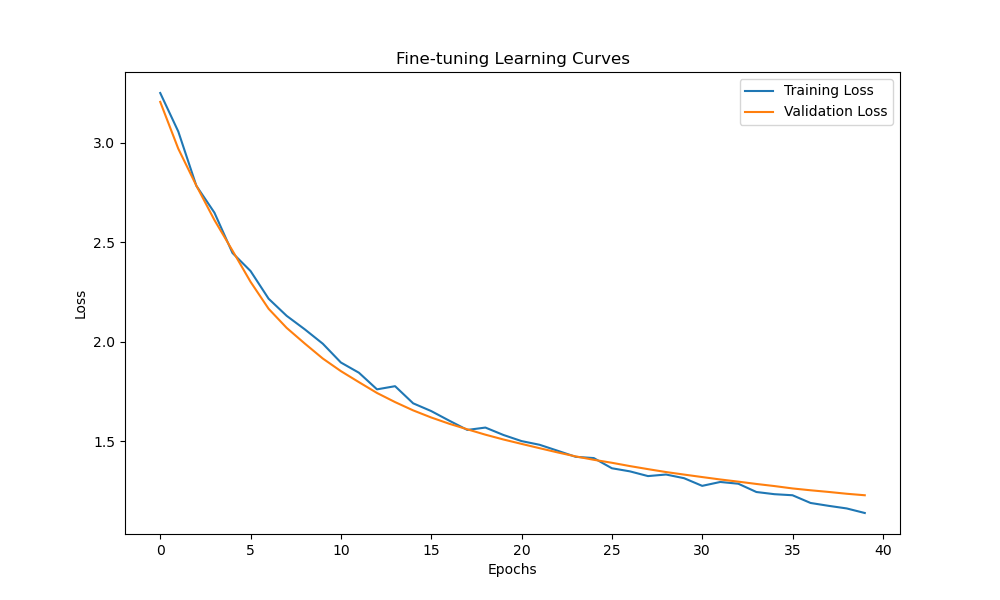 Fine-tuning Learning Curves
Training Loss
Validation Loss
3.0
2.5
2.0
1.5
Loss
0 5 10 15 20 25 30 35 40
Epochs